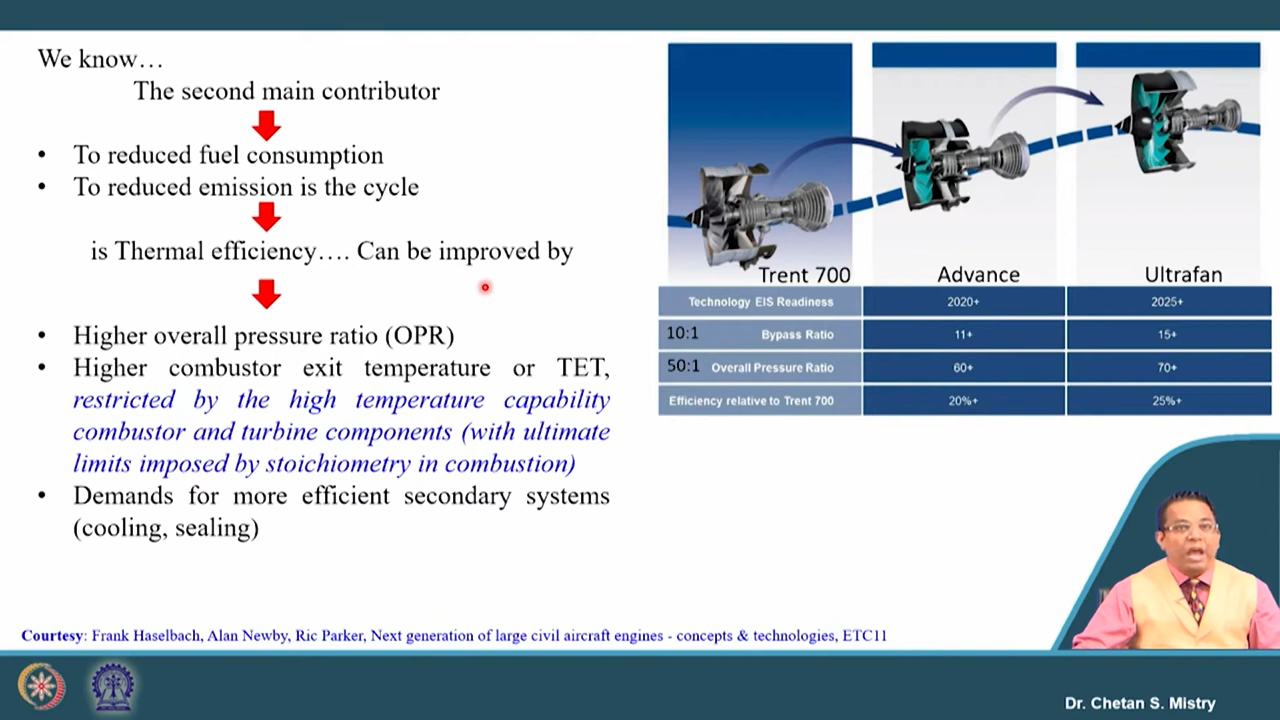 We know…
The second main contributor
• To reduced fuel consumption
• To reduced emission is the cycle
is Thermal efficiency…. Can be improved by
• Higher overall pressure ratio (OPR)
• Higher combustor exit temperature or TET,
restricted by the high temperature capability
combustor and turbine components (with ultimate
limits imposed by stoichiometry in combustion)
• Demands for more efficient secondary systems
(cooling, sealing)
Trent 700 Advance Ultrafan
Technology EIS Readiness 2020+ 2025+
10:1 Bypass Ratio 11+ 15+
50:1 Overall Pressure Ratio 60+ 70+
Efficiency relative to Trent 700 20%+ 25%+
Courtesy: Frank Haselbach, Alan Newby, Ric Parker, Next generation of large civil aircraft engines - concepts & technologies, ETC11
Dr. Chetan S. Mistry